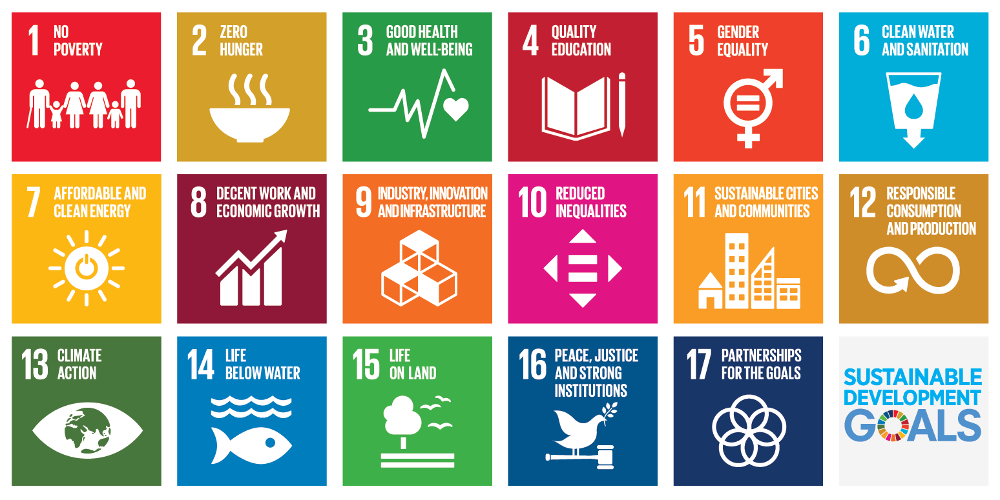 1 NO
POVERTY
2 ZERO
HUNGER
3 GOOD HEALTH
AND WELL-BEING
4 QUALITY
EDUCATION
5 GENDER
EQUALITY
6 CLEAN WATER
AND SANITATION
7 AFFORDABLE AND
CLEAN ENERGY
8 DECENT WORK AND
ECONOMIC GROWTH
9 INDUSTRY, INNOVATION
AND INFRASTRUCTURE
10 REDUCED
INEQUALITIES
11 SUSTAINABLE CITIES
AND COMMUNITIES
12 RESPONSIBLE
CONSUMPTION
AND PRODUCTION
13 CLIMATE
ACTION
14 LIFE
BELOW WATER
15 LIFE
ON LAND
16 PEACE, JUSTICE
AND STRONG
INSTITUTIONS
17 PARTNERSHIPS
FOR THE GOALS
SUSTAINABLE
DEVELOPMENT
GOALS